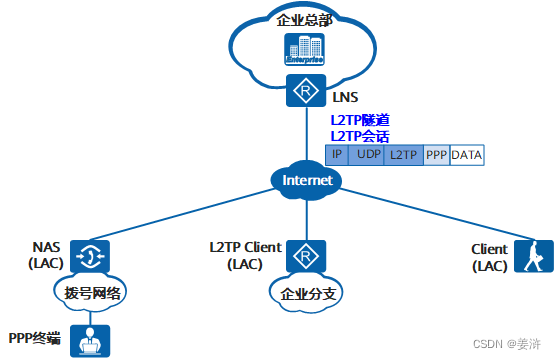 企业总部
Enterprise
R
LNS
L2TP隧道
L2TP会话
IP UDP L2TP PPP DATA
Internet
NAS
(LAC)
L2TP Client
(LAC)
R
Client
(LAC)
拨号网络
企业分支
PPP终端
CSDN @姜浒